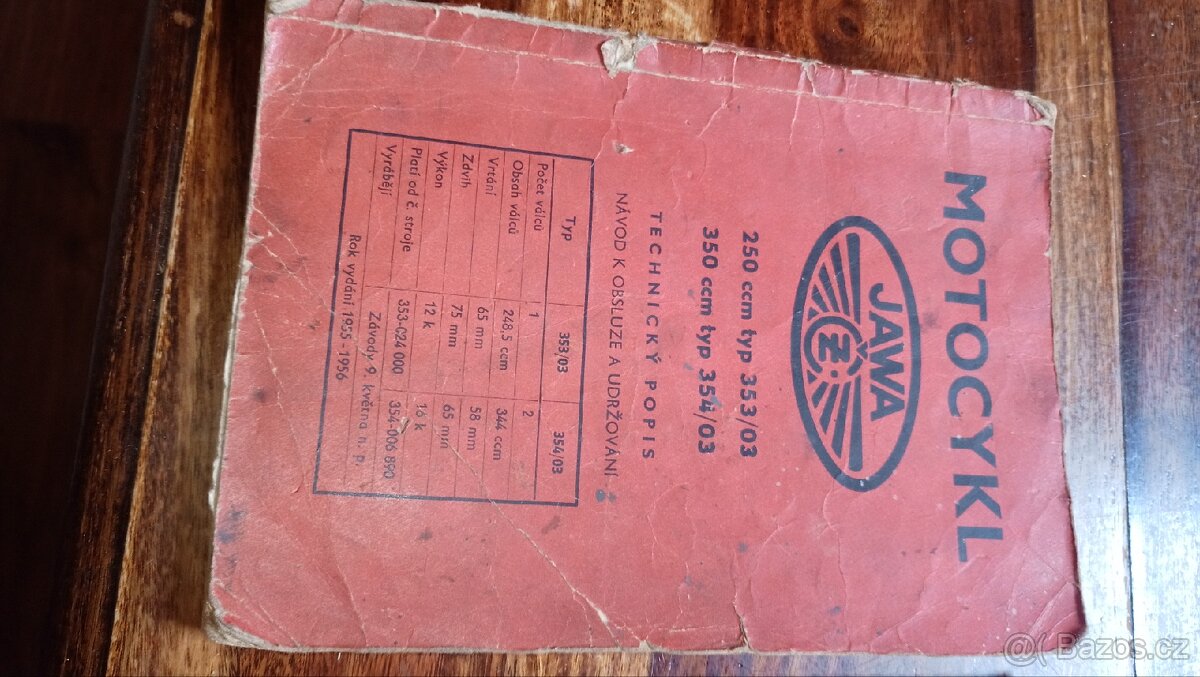 MOTOCYKL
JAWA
ČZ
250 ccm typ 353/03
350 ccm typ 354/03
TECHNICKÝ POPIS
NÁVOD K OBSLUZE A UDRŽOVÁNÍ
Typ 353/03 354/03
Počet válců 1 2
Obsah válců 248,5 ccm 344 ccm
Vrtání 65 mm 58 mm
Zdvih 75 mm 65 mm
Výkon 12 k 16 k
Platí od č. stroje 353-024 000 354-006 890
Vyrábějí Závody 9. května n. p.
Rok vydání 1955-1956
@( Bazos.cz